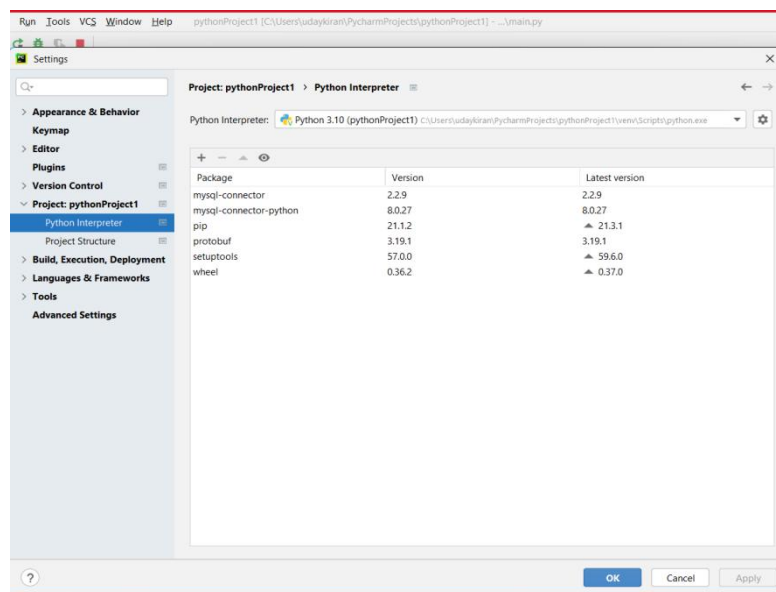 Run Tools VCS Window Help pythonProject1 [C:\Users\udaykiran\PycharmProjects\pythonProject1] - ...\main.py
Settings
Project: pythonProject1 > Python Interpreter
Appearance & Behavior
Keymap
Editor
Plugins
Version Control
Project: pythonProject1
Python Interpreter
Project Structure
Build, Execution, Deployment
Languages & Frameworks
Tools
Advanced Settings
Python Interpreter: Python 3.10 (pythonProject1) C:\Users\udaykiran\PycharmProjects\pythonProject1\venv\Scripts\python.exe
Package Version Latest version
mysql-connector 2.2.9 2.2.9
mysql-connector-python 8.0.27 8.0.27
pip 21.1.2 21.3.1
protobuf 3.19.1 3.19.1
setuptools 57.0.0 59.6.0
wheel 0.36.2 0.37.0
? OK Cancel Apply